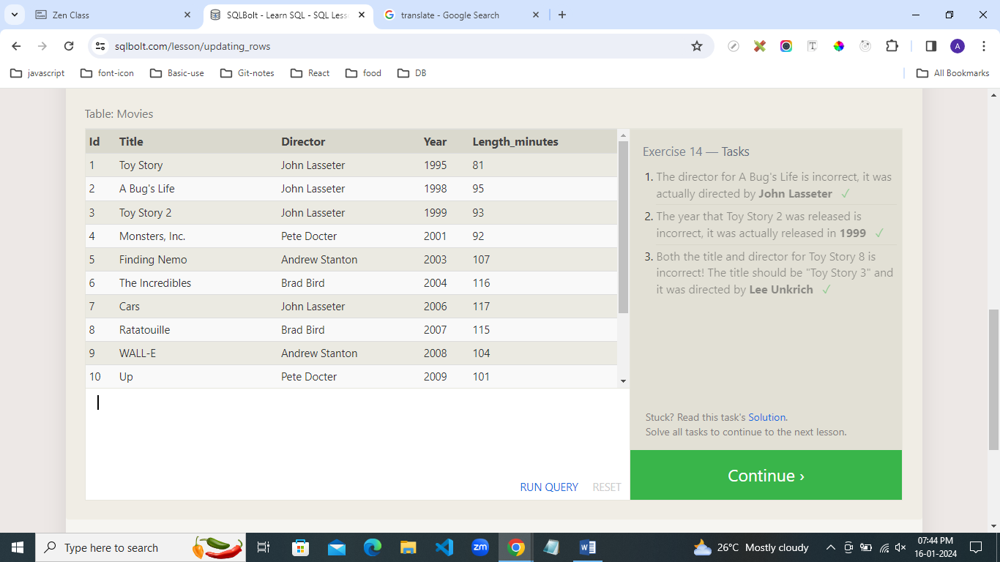 Zen Class
SQLBolt - Learn SQL - SQL Less
translate - Google Search
sqlbolt.com/lesson/updating_rows
A
javascript
font-icon
Basic-use
Git-notes
React
food
DB
All Bookmarks
Table: Movies
Id Title Director Year Length_minutes
1 Toy Story John Lasseter 1995 81
2 A Bug's Life John Lasseter 1998 95
3 Toy Story 2 John Lasseter 1999 93
4 Monsters, Inc. Pete Docter 2001 92
5 Finding Nemo Andrew Stanton 2003 107
6 The Incredibles Brad Bird 2004 116
7 Cars John Lasseter 2006 117
8 Ratatouille Brad Bird 2007 115
9 WALL-E Andrew Stanton 2008 104
10 Up Pete Docter 2009 101
RUN QUERY RESET
Exercise 14 — Tasks
1. The director for A Bug's Life is incorrect, it was
actually directed by John Lasseter ✓
2. The year that Toy Story 2 was released is
incorrect, it was actually released in 1999 ✓
3. Both the title and director for Toy Story 8 is
incorrect! The title should be "Toy Story 3" and
it was directed by Lee Unkrich ✓
Stuck? Read this task's Solution.
Solve all tasks to continue to the next lesson.
Continue ›
Type here to search
zm
W
26°C Mostly cloudy
07:44 PM
16-01-2024